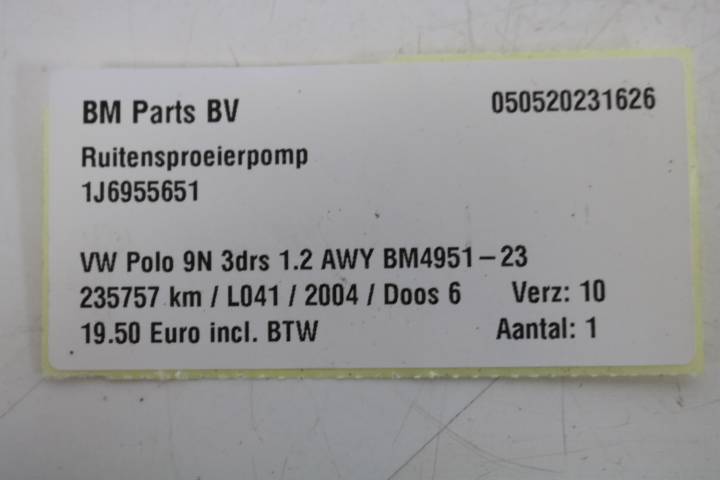 BM Parts BV 050520231626
Ruitensproeierpomp
1J6955651
VW Polo 9N 3drs 1.2 AWY BM4951-23
235757 km / L041 / 2004 / Doos 6 Verz: 10
19.50 Euro incl. BTW Aantal: 1